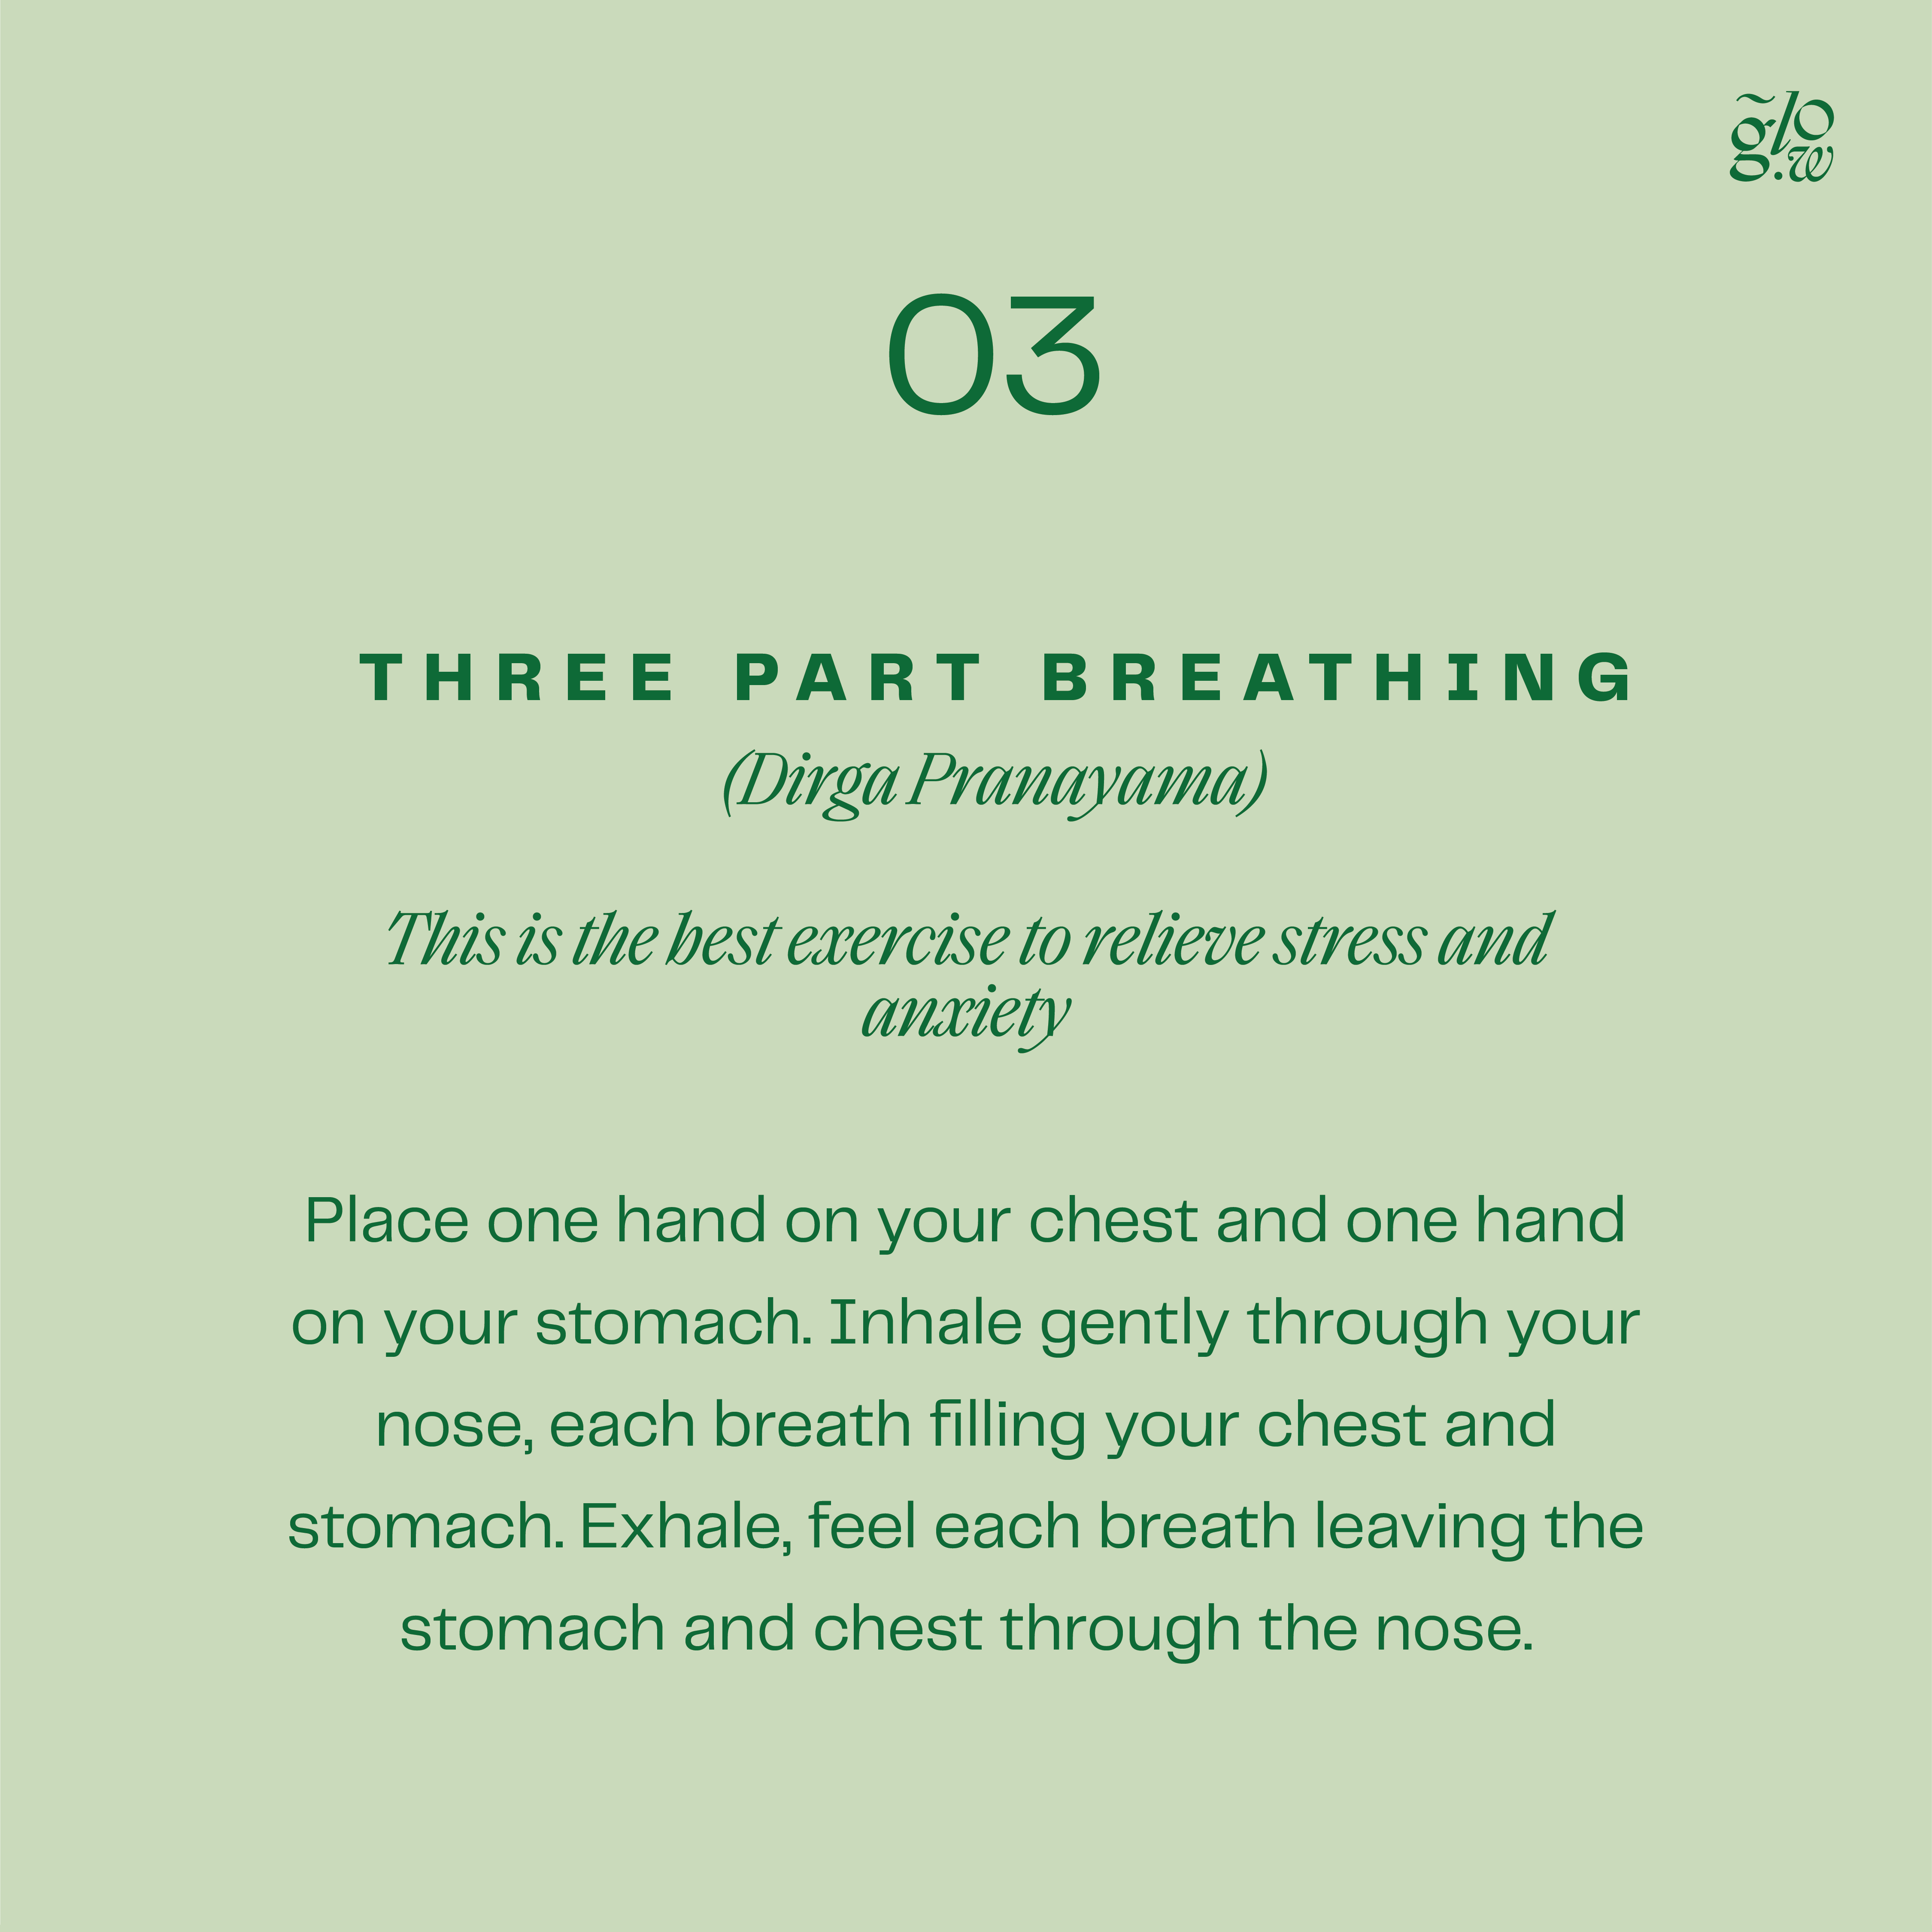 glo
.w
03
THREE PART BREATHING
(Dirga Pranayama)
This is the best exercise to relieve stress and
anxiety
Place one hand on your chest and one hand
on your stomach. Inhale gently through your
nose, each breath filling your chest and
stomach. Exhale, feel each breath leaving the
stomach and chest through the nose.